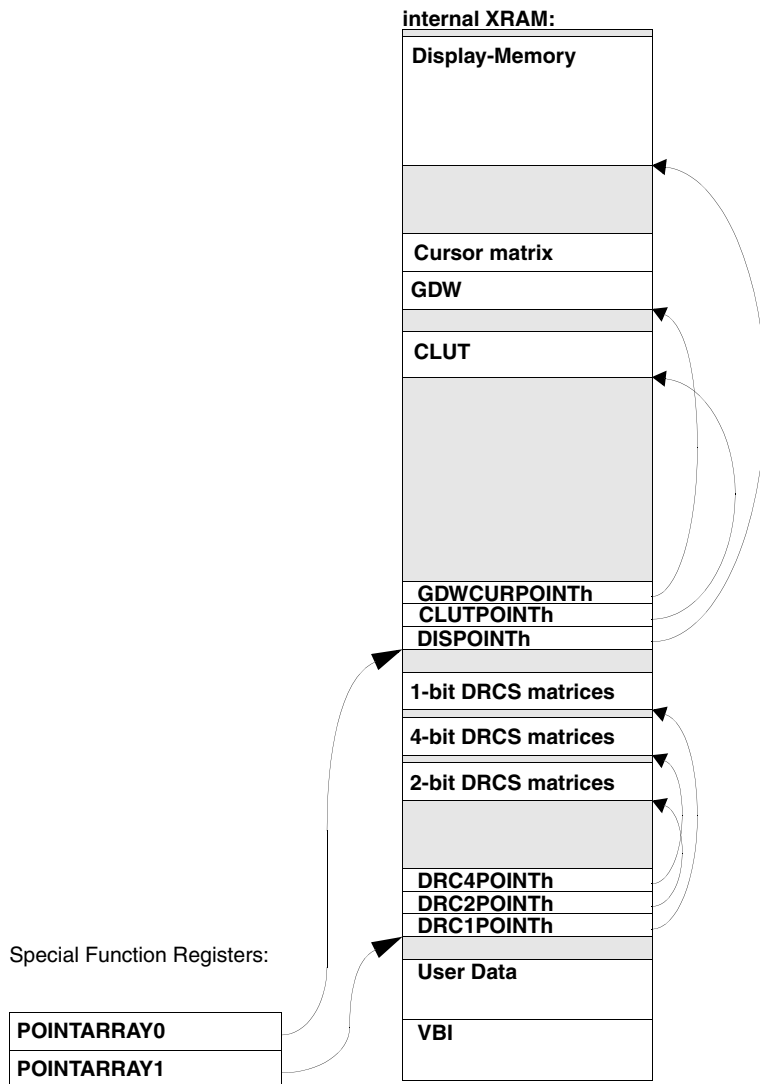 internal XRAM:
Display-Memory
Cursor matrix
GDW
CLUT
GDWCURPOINTh
CLUTPOINTh
DISPOINTh
1-bit DRCS matrices
4-bit DRCS matrices
2-bit DRCS matrices
DRC4POINTh
DRC2POINTh
DRC1POINTh
User Data
VBI
Special Function Registers:
POINTARRAY0
POINTARRAY1